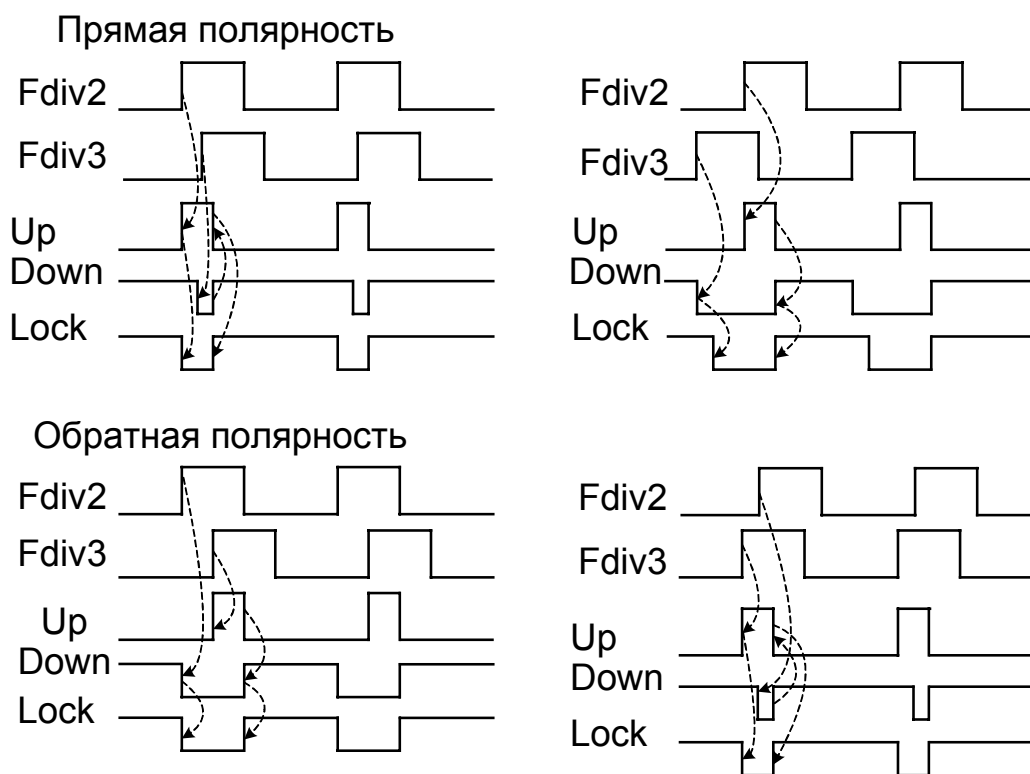 Прямая полярность
Fdiv2
Fdiv3
Up
Down
Lock
Fdiv2
Fdiv3
Up
Down
Lock
Обратная полярность
Fdiv2
Fdiv3
Up
Down
Lock
Fdiv2
Fdiv3
Up
Down
Lock